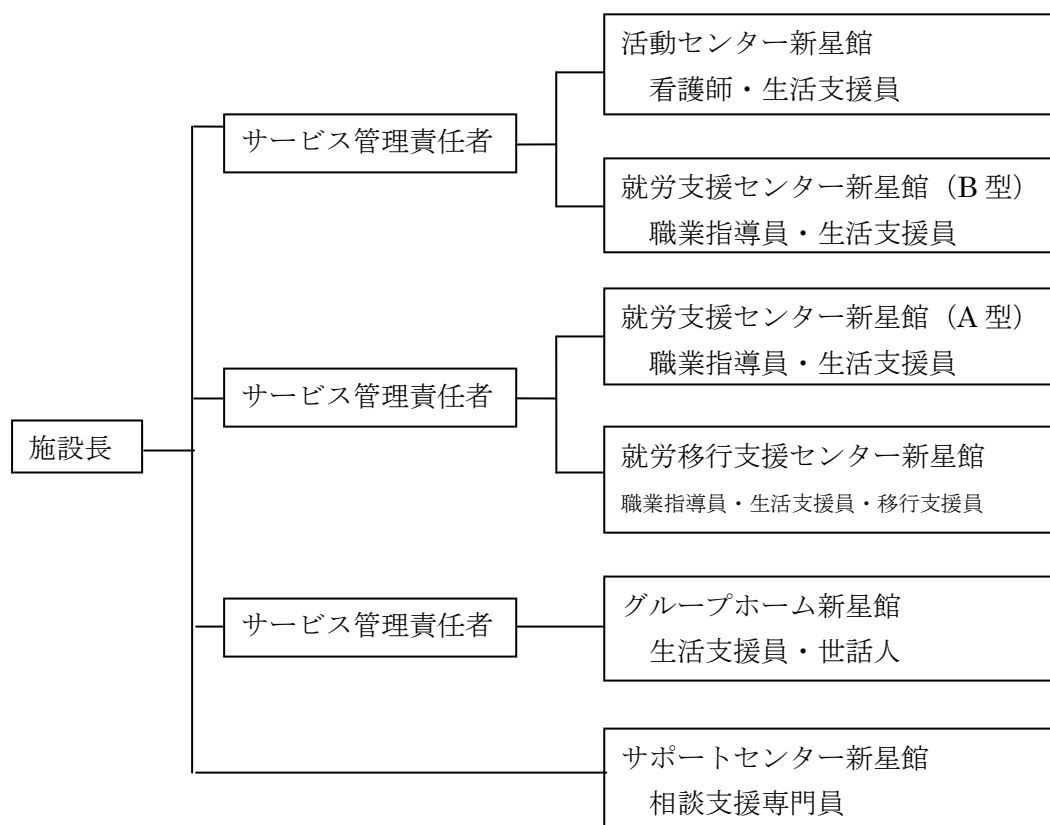 活動センター新星館
看護師・生活支援員
サービス管理責任者
就労支援センター新星館（B 型）
職業指導員・生活支援員
就労支援センター新星館（A 型）
職業指導員・生活支援員
サービス管理責任者
施設長
就労移行支援センター新星館
職業指導員・生活支援員・移行支援員
グループホーム新星館
サービス管理責任者
生活支援員・世話人
サポートセンター新星館
相談支援専門員